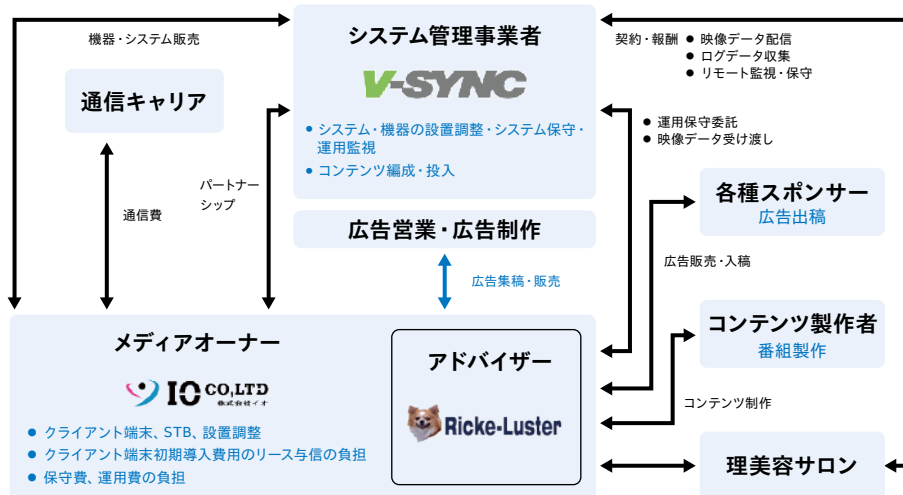 機器・システム販売
システム管理事業者
V-SYNC
● システム・機器の設置調整・システム保守・
運用監視
● コンテンツ編成・投入
契約・報酬 ● 映像データ配信
● ログデータ収集
● リモート監視・保守
通信キャリア
● 運用保守委託
● 映像データ受け渡し
通信費
パートナー
シップ
各種スポンサー
広告出稿
広告営業・広告制作
広告集稿・販売
広告販売・入稿
コンテンツ製作者
番組製作
メディアオーナー
IO CO,LTD
株式会社イオ
● クライアント端末、STB、設置調整
● クライアント端末初期導入費用のリース与信の負担
● 保守費、運用費の負担
アドバイザー
Ricke-Luster
コンテンツ制作
理美容サロン